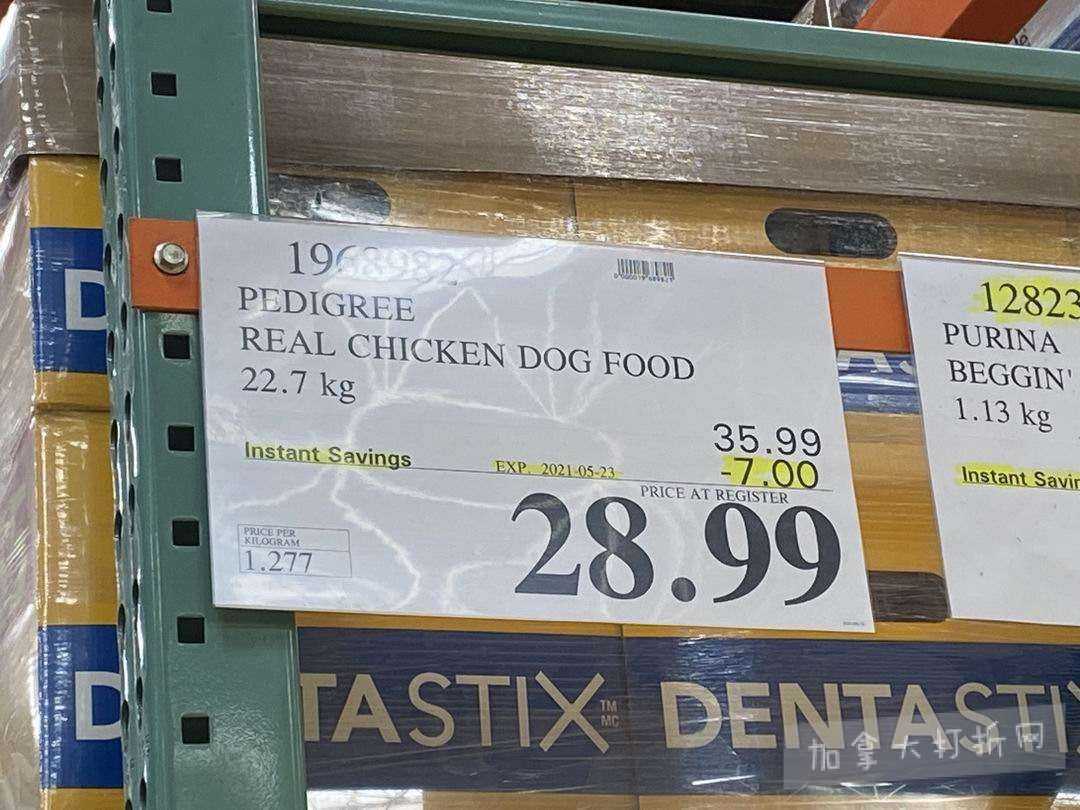 PEDIGREE
REAL CHICKEN DOG FOOD
22.7 kg
35.99
Instant Savings EXP. 2021-05-23 -7.00
PRICE AT REGISTER
28.99
PRICE PER
KILOGRAM
1.277
12823
PURINA
BEGGIN'
1.13 kg
Instant Savin
D
D
TASTIX TM MC
DENTASTIX
加拿大打折网